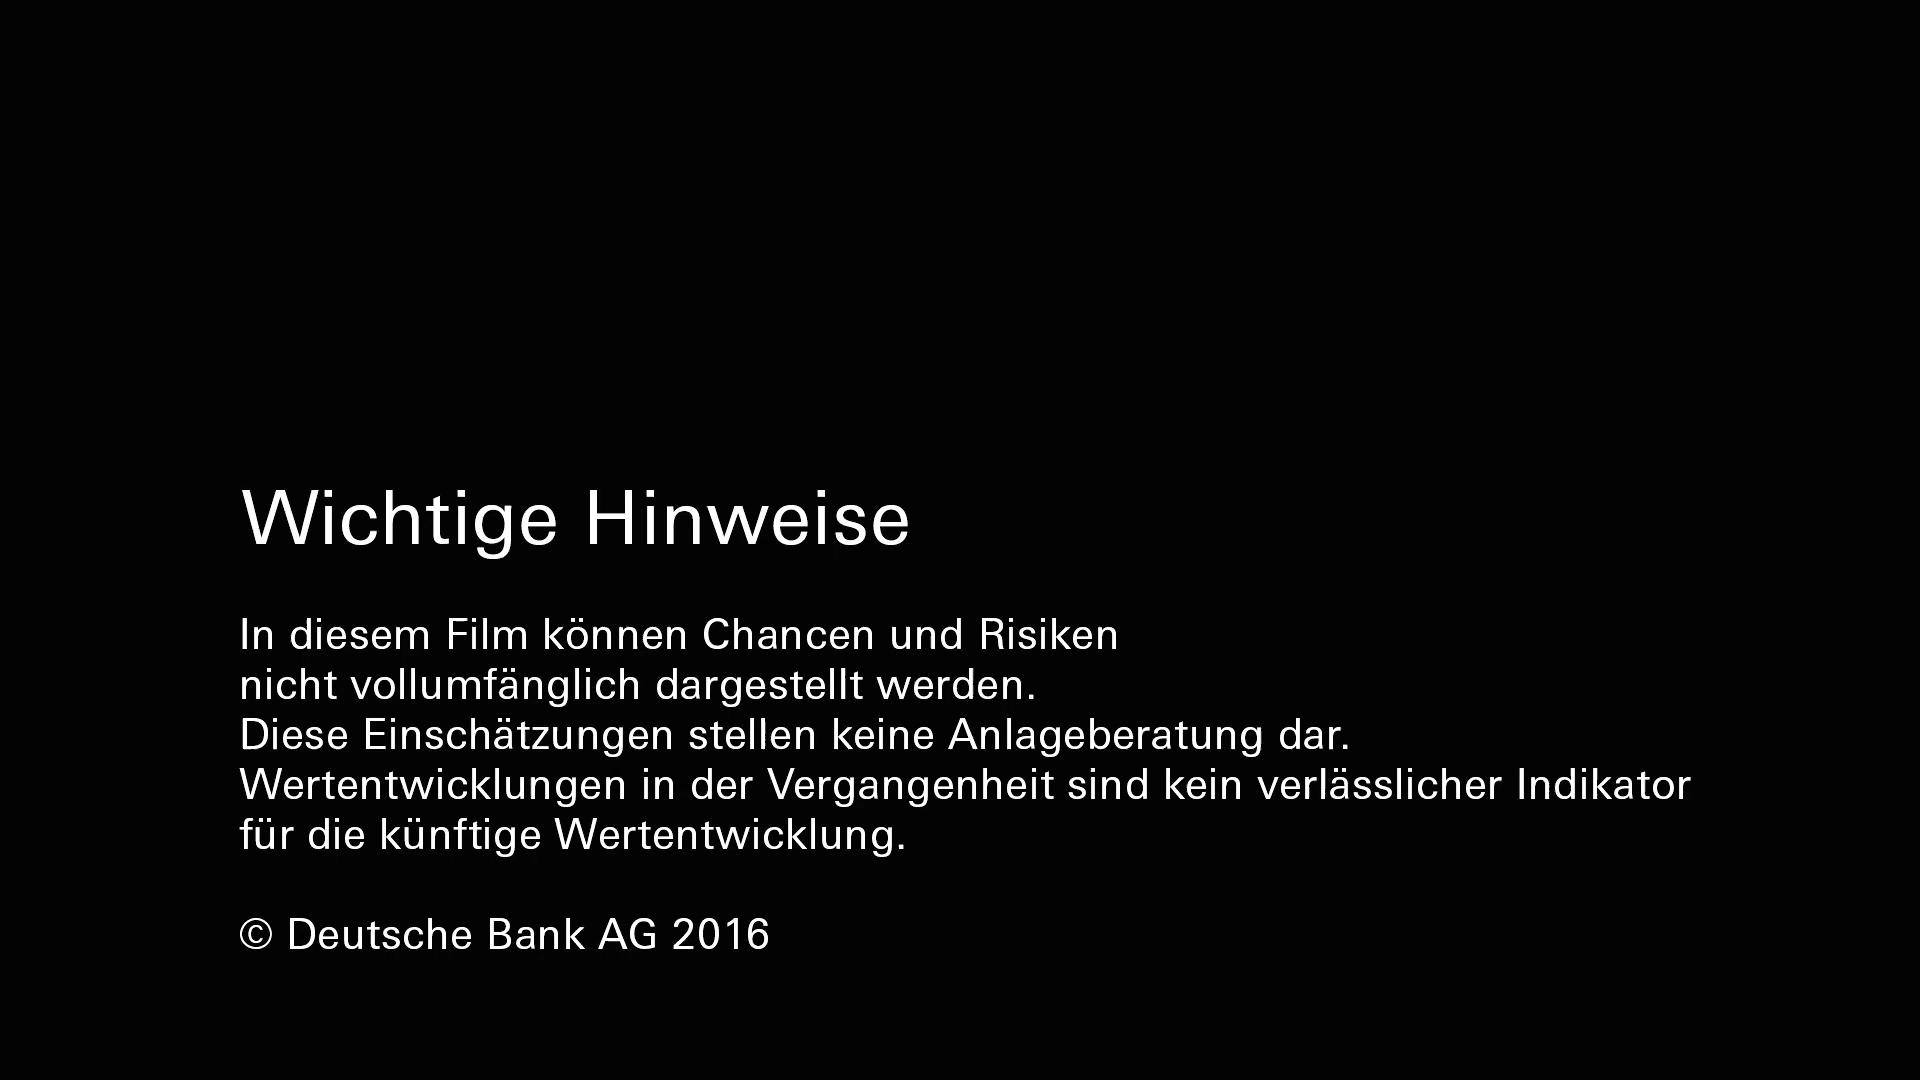 Wichtige Hinweise
In diesem Film können Chancen und Risiken
nicht vollumfänglich dargestellt werden.
Diese Einschätzungen stellen keine Anlageberatung dar.
Wertentwicklungen in der Vergangenheit sind kein verlässlicher Indikator
für die künftige Wertentwicklung.
© Deutsche Bank AG 2016